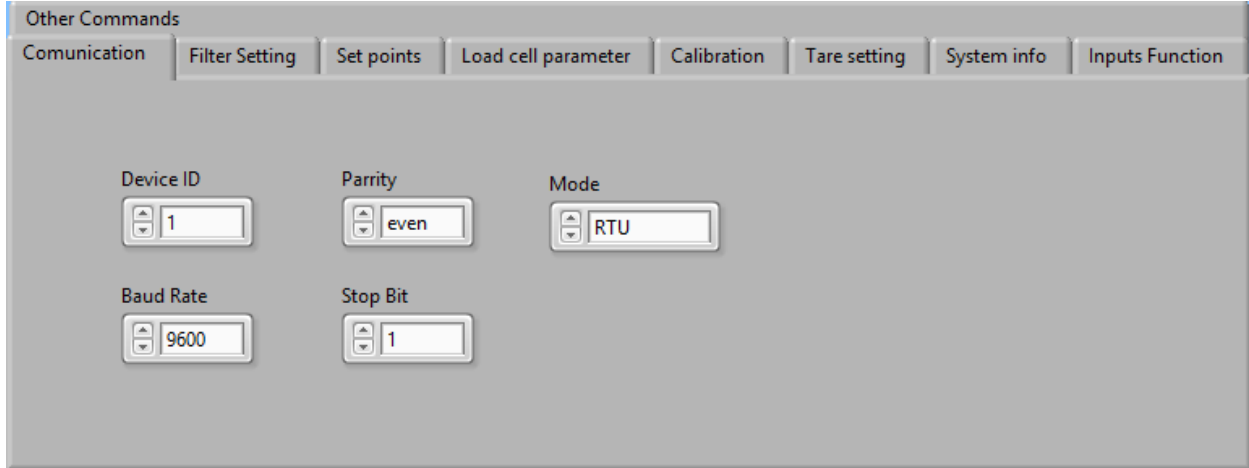 Other Commands
Comunication Filter Setting Set points Load cell parameter Calibration Tare setting System info Inputs Function
Device ID Parrity Mode
1 even RTU
Baud Rate Stop Bit
9600 1